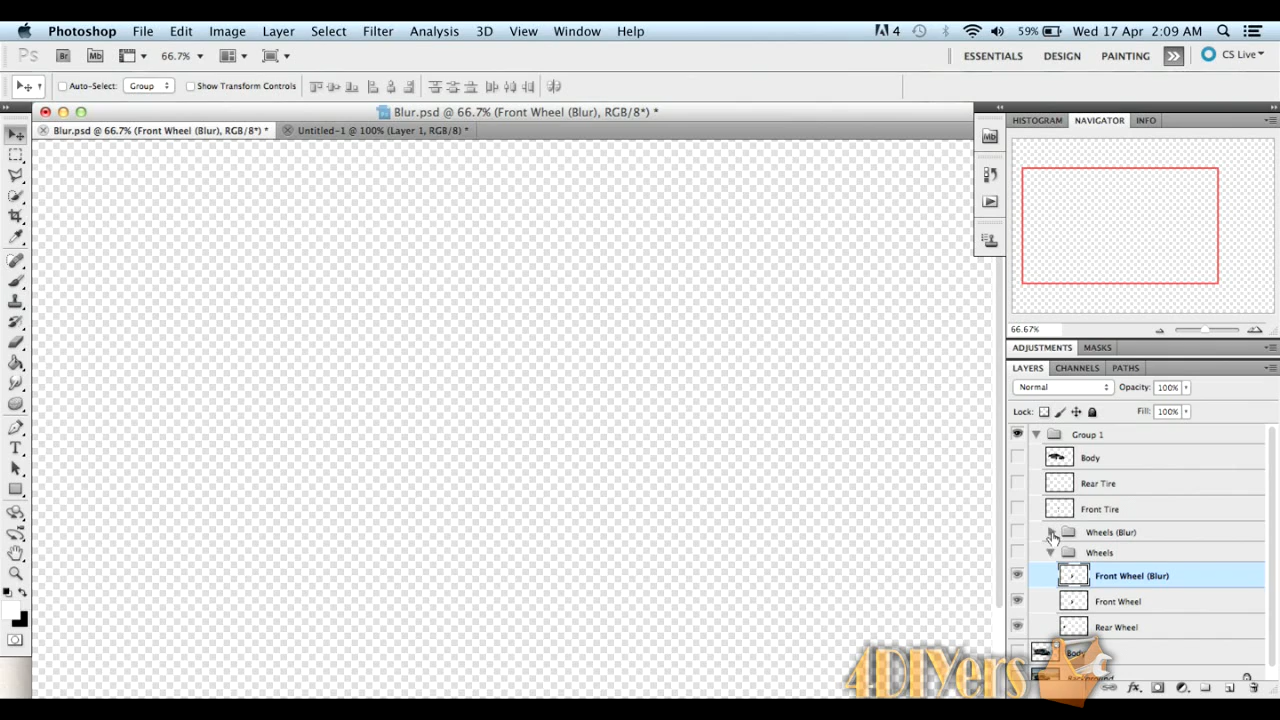 Photoshop File Edit Image Layer Select Filter Analysis 3D View Window Help 4 59% Wed 17 Apr 2:09 AM
Ps Br Mb 66.7% ESSENTIALS DESIGN PAINTING CS Live
Auto-Select: Group Show Transform Controls
Blur.psd @ 66.7% (Front Wheel (Blur), RGB/8*) *
Blur.psd @ 66.7% (Front Wheel (Blur), RGB/8*) * Untitled-1 @ 100% (Layer 1, RGB/8) *
HISTOGRAM NAVIGATOR INFO
Mb
66.67%
ADJUSTMENTS MASKS
LAYERS CHANNELS PATHS
Normal Opacity: 100%
Lock: Fill: 100%
Group 1
Body
Rear Tire
Front Tire
Wheels (Blur)
Wheels
Front Wheel (Blur)
Front Wheel
Rear Wheel
Body
Background
4DIYers